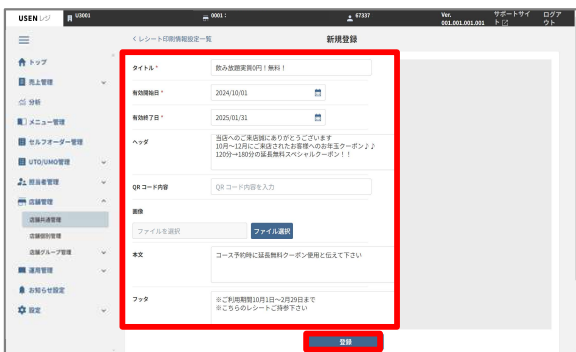 USEN レジ U3001 0001： 67337 Ver. 001.001.001.001 サポートサイト ログアウト
く レシート印刷情報設定一覧 新規登録
トップ
売上管理
分析
メニュー管理
セルフオーダー管理
UTO/UMO管理
担当者管理
店舗管理
店舗共通管理
店舗個別管理
店舗グループ管理
運用管理
お知らせ設定
設定
タイトル *
飲み放題実質0円！無料！
有効開始日 *
2024/10/01
有効終了日 *
2025/01/31
ヘッダ
当店へのご来店誠にありがとうございます
10月～12月にご来店されたお客様へのお年玉クーポン♪♪
120分→180分の延長無料スペシャルクーポン！！
QRコード内容
QR コード内容を入力
画像
ファイルを選択 ファイル選択
本文
コース予約時に延長無料クーポン使用と伝えて下さい
フッタ
※ご利用期間10月1日～2月29日まで
※こちらのレシートご持参下さい
登録